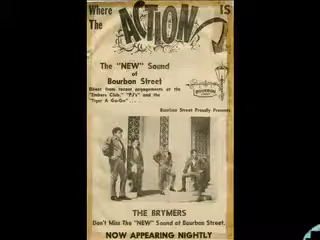 Where The ACTION IS
The "NEW" Sound
of
Bourbon Street
Direct from recent engagements at the
"Embers Club," "PJ's" and the
"Tiger A Go-Go" . . .
BOURBON
Bourbon Street Proudly Presents
THE BRYMERS
Don't Miss The "NEW" Sound at Bourbon Street,
NOW APPEARING NIGHTLY